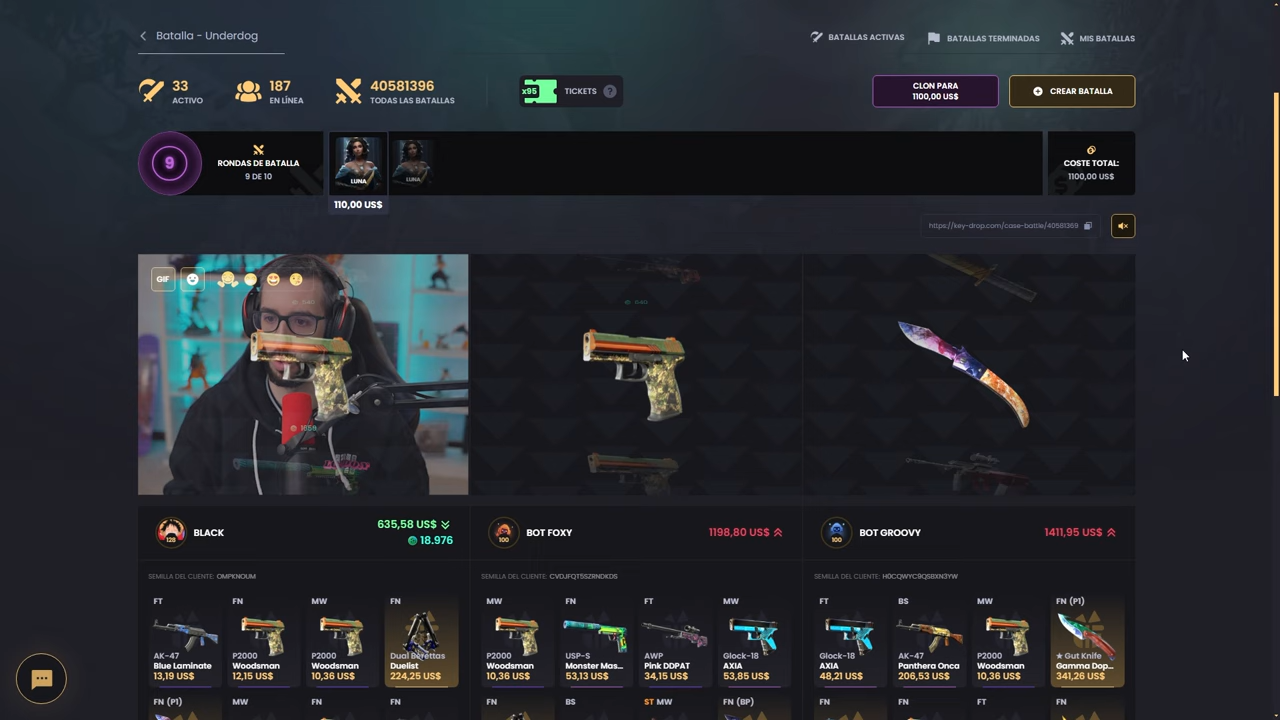 Batalla - Underdog
BATALLAS ACTIVAS
BATALLAS TERMINADAS
MIS BATALLAS
33
ACTIVO
187
EN LÍNEA
40581396
TODAS LAS BATALLAS
x95
TICKETS
?
CLON PARA
1100,00 US$
CREAR BATALLA
9
RONDAS DE BATALLA
9 DE 10
LUNA
LUNA
110,00 US$
COSTE TOTAL:
1100,00 US$
https://key-drop.com/case-battle/40581369
GIF
1659
128
BLACK
635,58 US$
18.976
100
BOT FOXY
1198,80 US$
100
BOT GROOVY
1411,95 US$
SEMILLA DEL CLIENTE: OMPKNOUM
SEMILLA DEL CLIENTE: CVDJFQT5SZRNDKDS
SEMILLA DEL CLIENTE: H0CQWYC9QSBXN3YW
FT
AK-47
Blue Laminate
13,19 US$
FN
P2000
Woodsman
12,15 US$
MW
P2000
Woodsman
10,36 US$
FN
Dual Berettas
Duelist
224,25 US$
MW
P2000
Woodsman
10,36 US$
FN
USP-S
Monster Mas...
53,13 US$
FT
AWP
Pink DDPAT
34,15 US$
MW
Glock-18
AXIA
53,85 US$
FT
Glock-18
AXIA
48,21 US$
BS
AK-47
Panthera Onca
206,53 US$
MW
P2000
Woodsman
10,36 US$
FN (P1)
★ Gut Knife
Gamma Dop...
341,26 US$
FN (P1)
MW
FN
FN
FN
BS
ST MW
FN (BP)
FN
FN
FT
MW